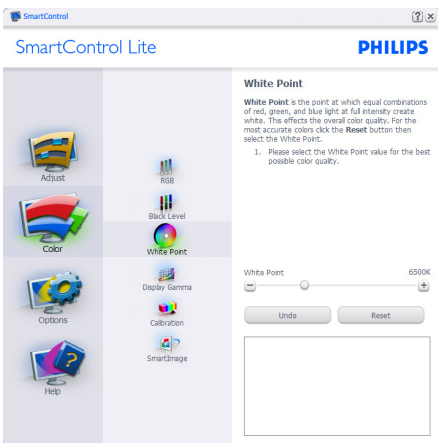 SmartControl
SmartControl Lite
PHILIPS
Adjust
Color
Options
Help
RGB
Black Level
White Point
Display Gamma
Calibration
SmartImage
White Point
White Point is the point at which equal combinations
of red, green, and blue light at full intensity create
white. This effects the overall color quality. For the
most accurate colors click the Reset button then
select the White Point.
1. Please select the White Point value for the best
possible color quality.
White Point 6500K
Undo Reset